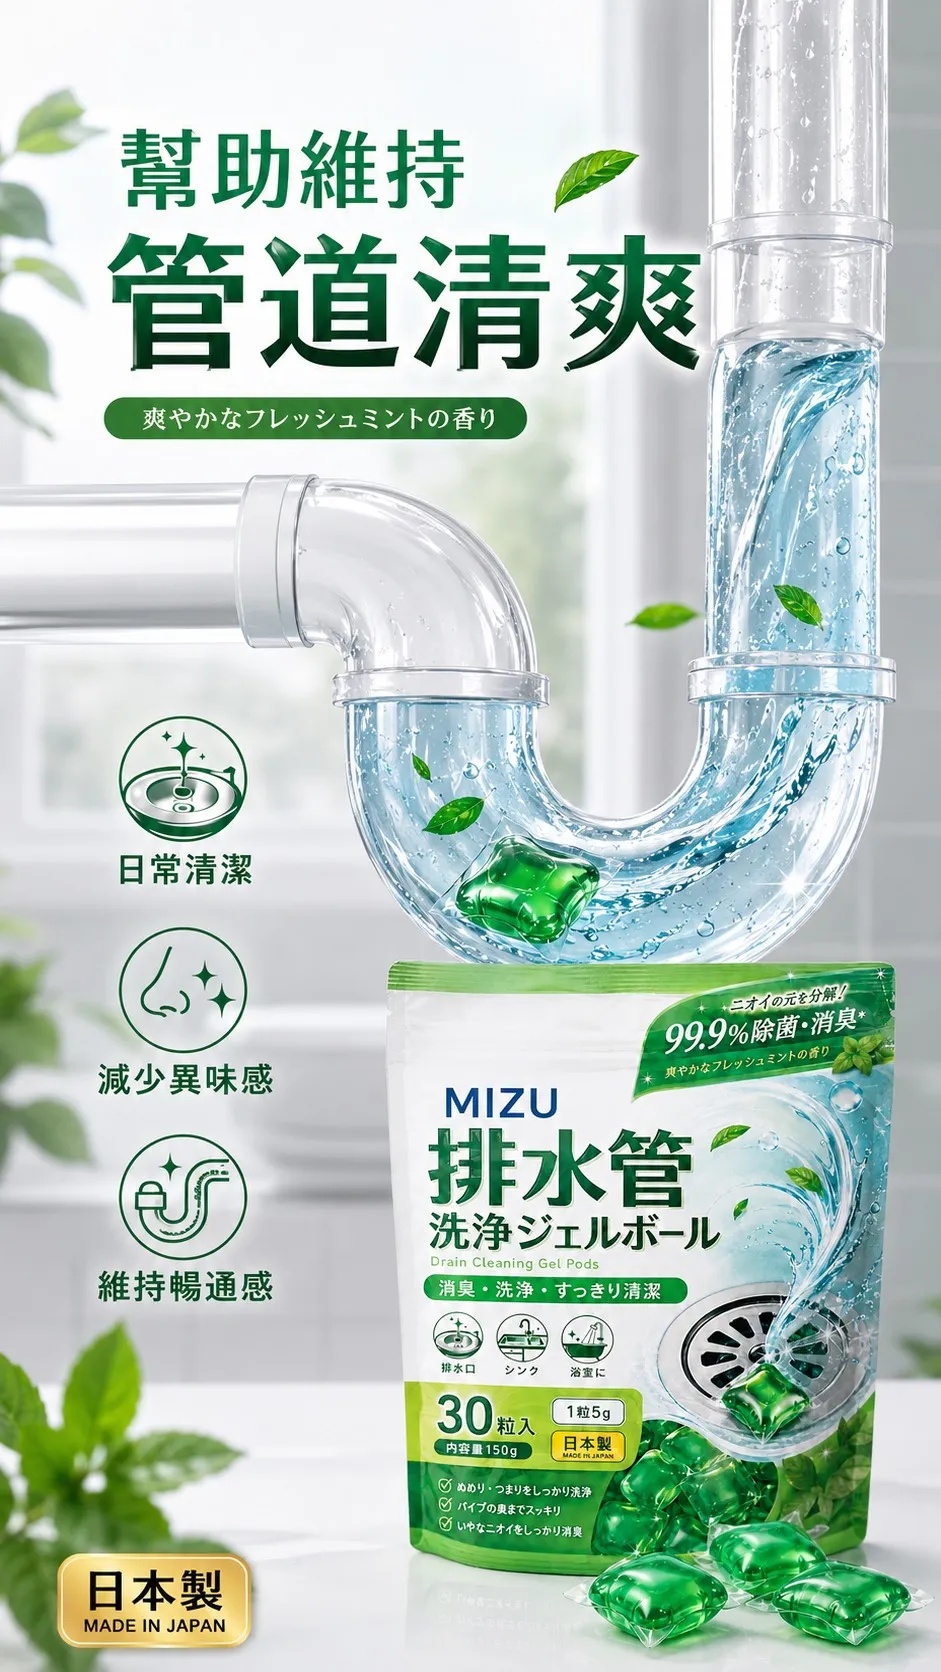 幫助維持
管道清爽
爽やかなフレッシュミントの香り
日常清潔
減少異味感
維持暢通感
ニオイの元を分解!
99.9%除菌・消臭*
爽やかなフレッシュミントの香り
MIZU
排水管
洗浄ジェルボール
Drain Cleaning Gel Pods
消臭・洗浄・すっきり清潔
排水口 シンク 浴室に
30粒入
1粒5g
内容量150g
日本製
MADE IN JAPAN
ぬめり・つまりをしっかり洗浄
パイプの奥までスッキリ
いやなニオイをしっかり消臭
日本製
MADE IN JAPAN